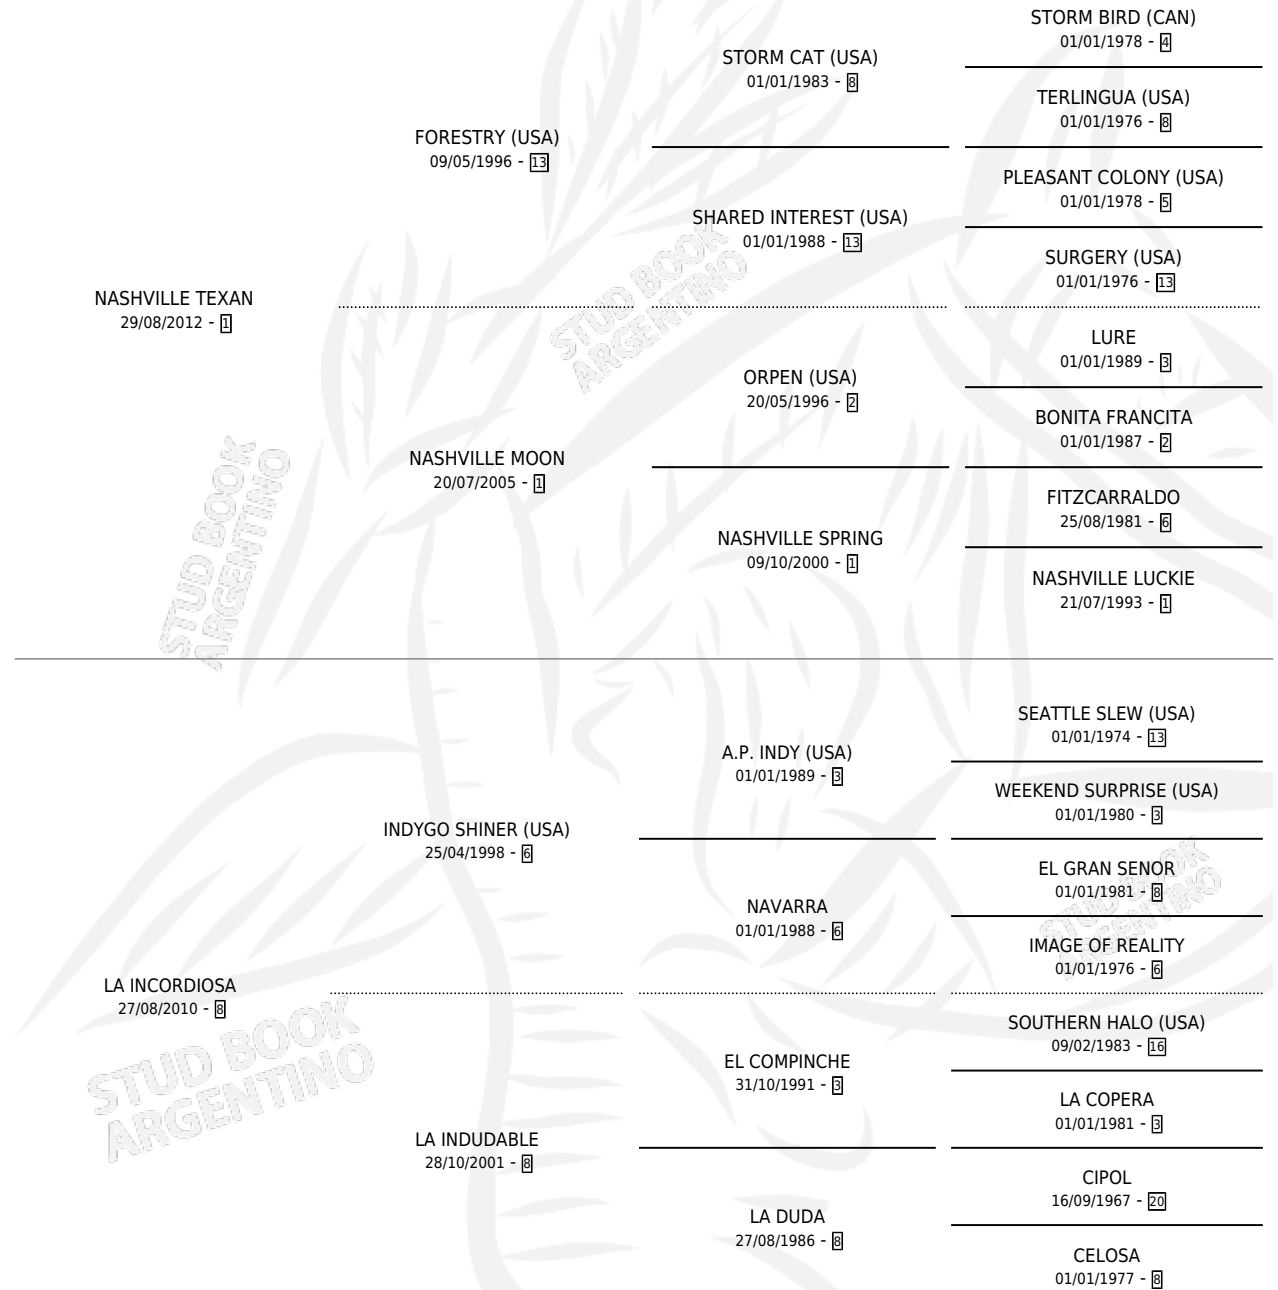 STORM BIRD (CAN)
01/01/1978 - 4
STORM CAT (USA)
01/01/1983 - 8
TERLINGUA (USA)
01/01/1976 - 8
FORESTRY (USA)
09/05/1996 - 13
PLEASANT COLONY (USA)
01/01/1978 - 5
SHARED INTEREST (USA)
01/01/1988 - 13
SURGERY (USA)
01/01/1976 - 13
NASHVILLE TEXAN
29/08/2012 - 1
LURE
01/01/1989 - 3
ORPEN (USA)
20/05/1996 - 2
BONITA FRANCITA
01/01/1987 - 2
NASHVILLE MOON
20/07/2005 - 1
FITZCARRALDO
25/08/1981 - 6
NASHVILLE SPRING
09/10/2000 - 1
NASHVILLE LUCKIE
21/07/1993 - 1
SEATTLE SLEW (USA)
01/01/1974 - 13
A.P. INDY (USA)
01/01/1989 - 3
WEEKEND SURPRISE (USA)
01/01/1980 - 3
INDYGO SHINER (USA)
25/04/1998 - 6
EL GRAN SENOR
01/01/1981 - 8
NAVARRA
01/01/1988 - 6
IMAGE OF REALITY
01/01/1976 - 6
LA INCORDIOSA
27/08/2010 - 8
SOUTHERN HALO (USA)
09/02/1983 - 16
EL COMPINCHE
31/10/1991 - 3
LA COPERA
01/01/1981 - 3
LA INDUDABLE
28/10/2001 - 8
CIPOL
16/09/1967 - 20
LA DUDA
27/08/1986 - 8
CELOSA
01/01/1977 - 8
STUD BOOK
ARGENTINO
STUD BOOK
ARGENTINO
STUD BOOK
ARGENTINO
STUD BOOK
ARGENTINO